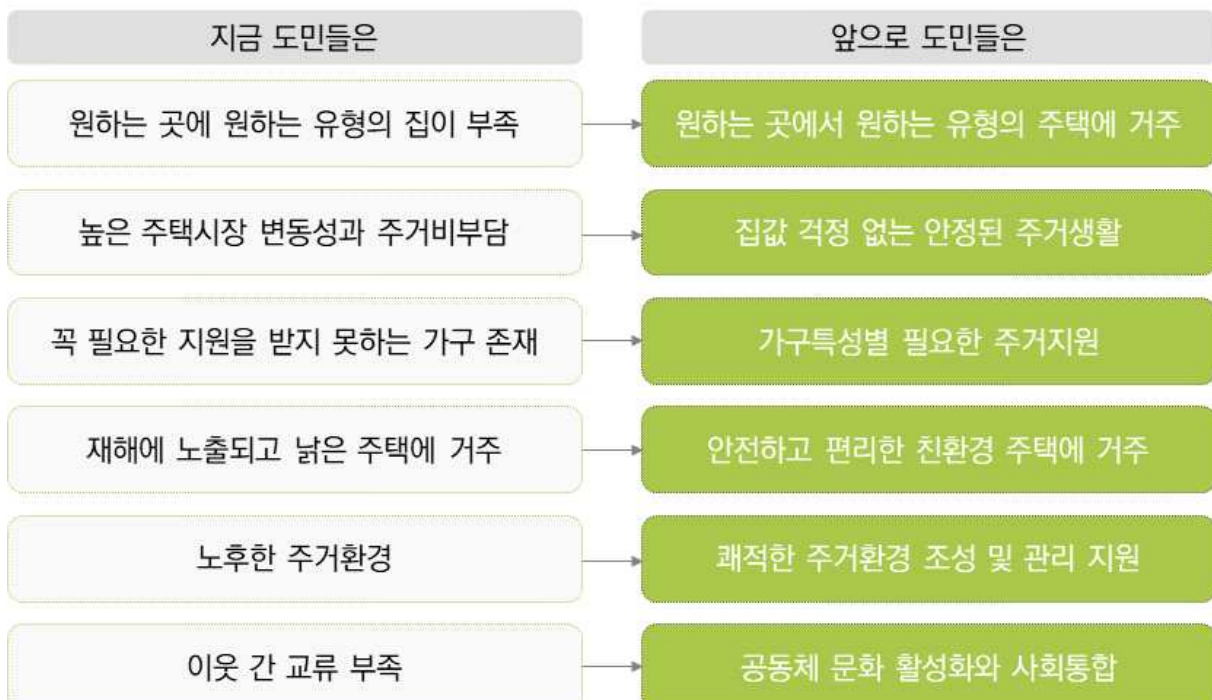 지금 도민들은
앞으로 도민들은
원하는 곳에 원하는 유형의 집이 부족
원하는 곳에서 원하는 유형의 주택에 거주
높은 주택시장 변동성과 주거비부담
집값 걱정 없는 안정된 주거생활
꼭 필요한 지원을 받지 못하는 가구 존재
가구특성별 필요한 주거지원
재해에 노출되고 낡은 주택에 거주
안전하고 편리한 친환경 주택에 거주
노후한 주거환경
쾌적한 주거환경 조성 및 관리 지원
이웃 간 교류 부족
공동체 문화 활성화와 사회통합